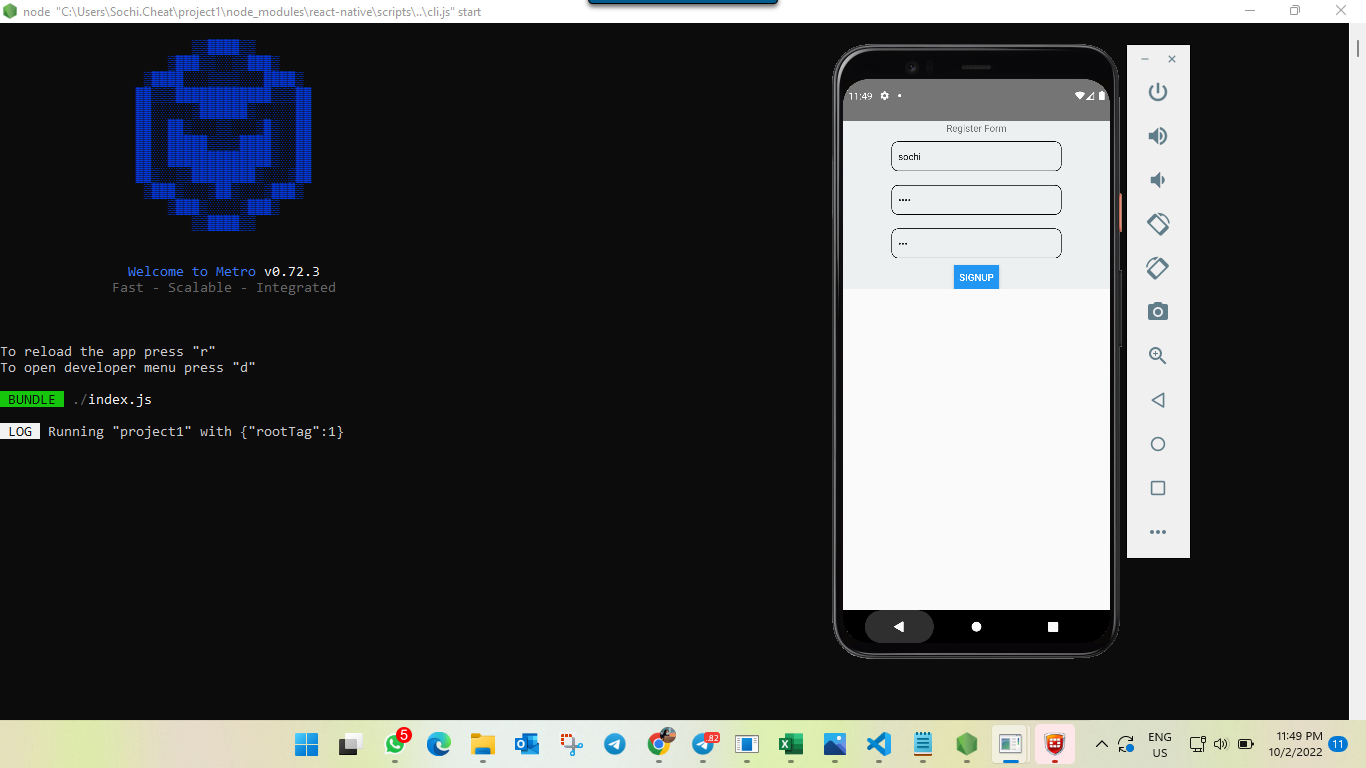 node "C:\Users\Sochi.Cheat\project1\node_modules\react-native\scripts\..\cli.js" start
Welcome to Metro v0.72.3
Fast - Scalable - Integrated
To reload the app press "r"
To open developer menu press "d"
BUNDLE ./index.js
LOG Running "project1" with {"rootTag":1}
11:49
Register Form
sochi
••••
•••
SIGNUP
5
82
ENG
US
11:49 PM
10/2/2022
11